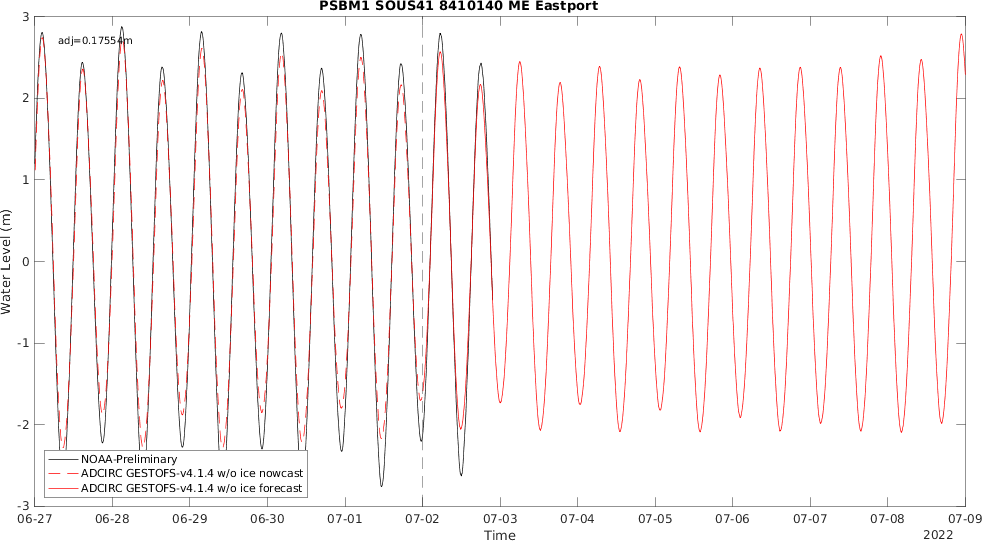 PSBM1 SOUS41 8410140 ME Eastport
adj=0.17554m
Water Level (m)
3
2
1
0
-1
-2
-3
NOAA-Preliminary
ADCIRC GESTOFS-v4.1.4 w/o ice nowcast
ADCIRC GESTOFS-v4.1.4 w/o ice forecast
06-27 06-28 06-29 06-30 07-01 07-02 07-03 07-04 07-05 07-06 07-07 07-08 07-09
Time
2022